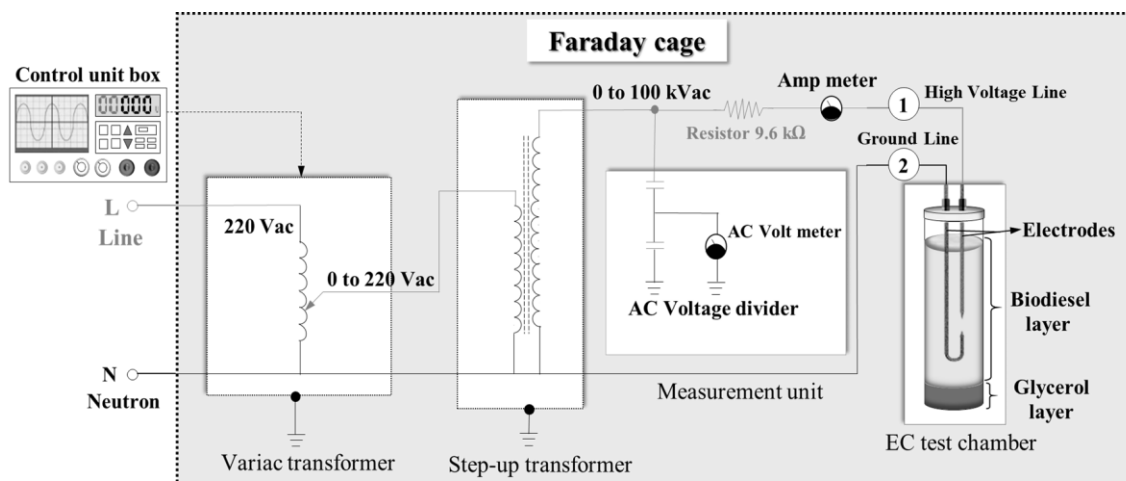 Faraday cage
Control unit box
0 to 100 kVac
Amp meter
1
High Voltage Line
Resistor 9.6 kΩ
Ground Line
2
L
Line
220 Vac
0 to 220 Vac
AC Volt meter
AC Voltage divider
Electrodes
Biodiesel
layer
Glycerol
layer
N
Neutron
Measurement unit
EC test chamber
Variac transformer
Step-up transformer